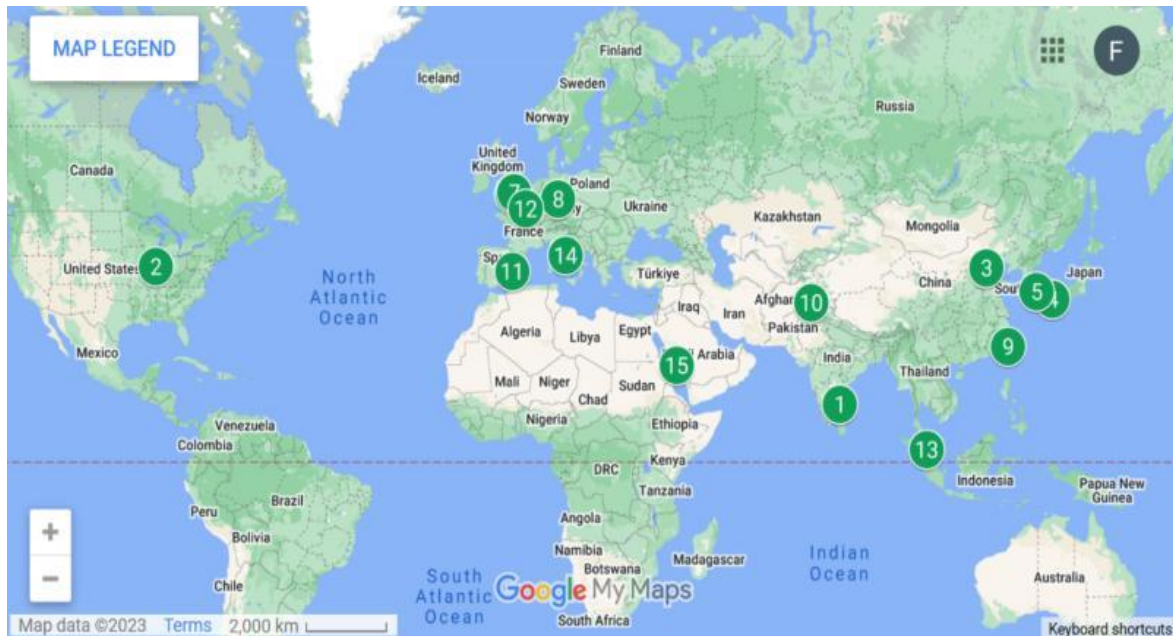 MAP LEGEND
F
Finland
Iceland
Sweden
Russia
Norway
Canada
United
Kingdom
7
8
Poland
12
Ukraine
Kazakhstan
Mongolia
France
14
11
2
United States
North
Atlantic
Ocean
Türkiye
3
China
Japan
5
4
10
Iraq
Iran
Pakistan
Algeria
Libya
Egypt
9
Mexico
15
India
Thailand
Mali
Niger
Chad
Sudan
1
Nigeria
Ethiopia
Venezuela
Colombia
13
DRC
Kenya
Indonesia
Papua New
Guinea
Tanzania
Brazil
Peru
Angola
Bolivia
Namibia
Botswana
Madagascar
Indian
Ocean
Chile
South
Atlantic
Ocean
Australia
South Africa
+
−
Google My Maps
Map data ©2023 Terms 2,000 km
Keyboard shortcuts